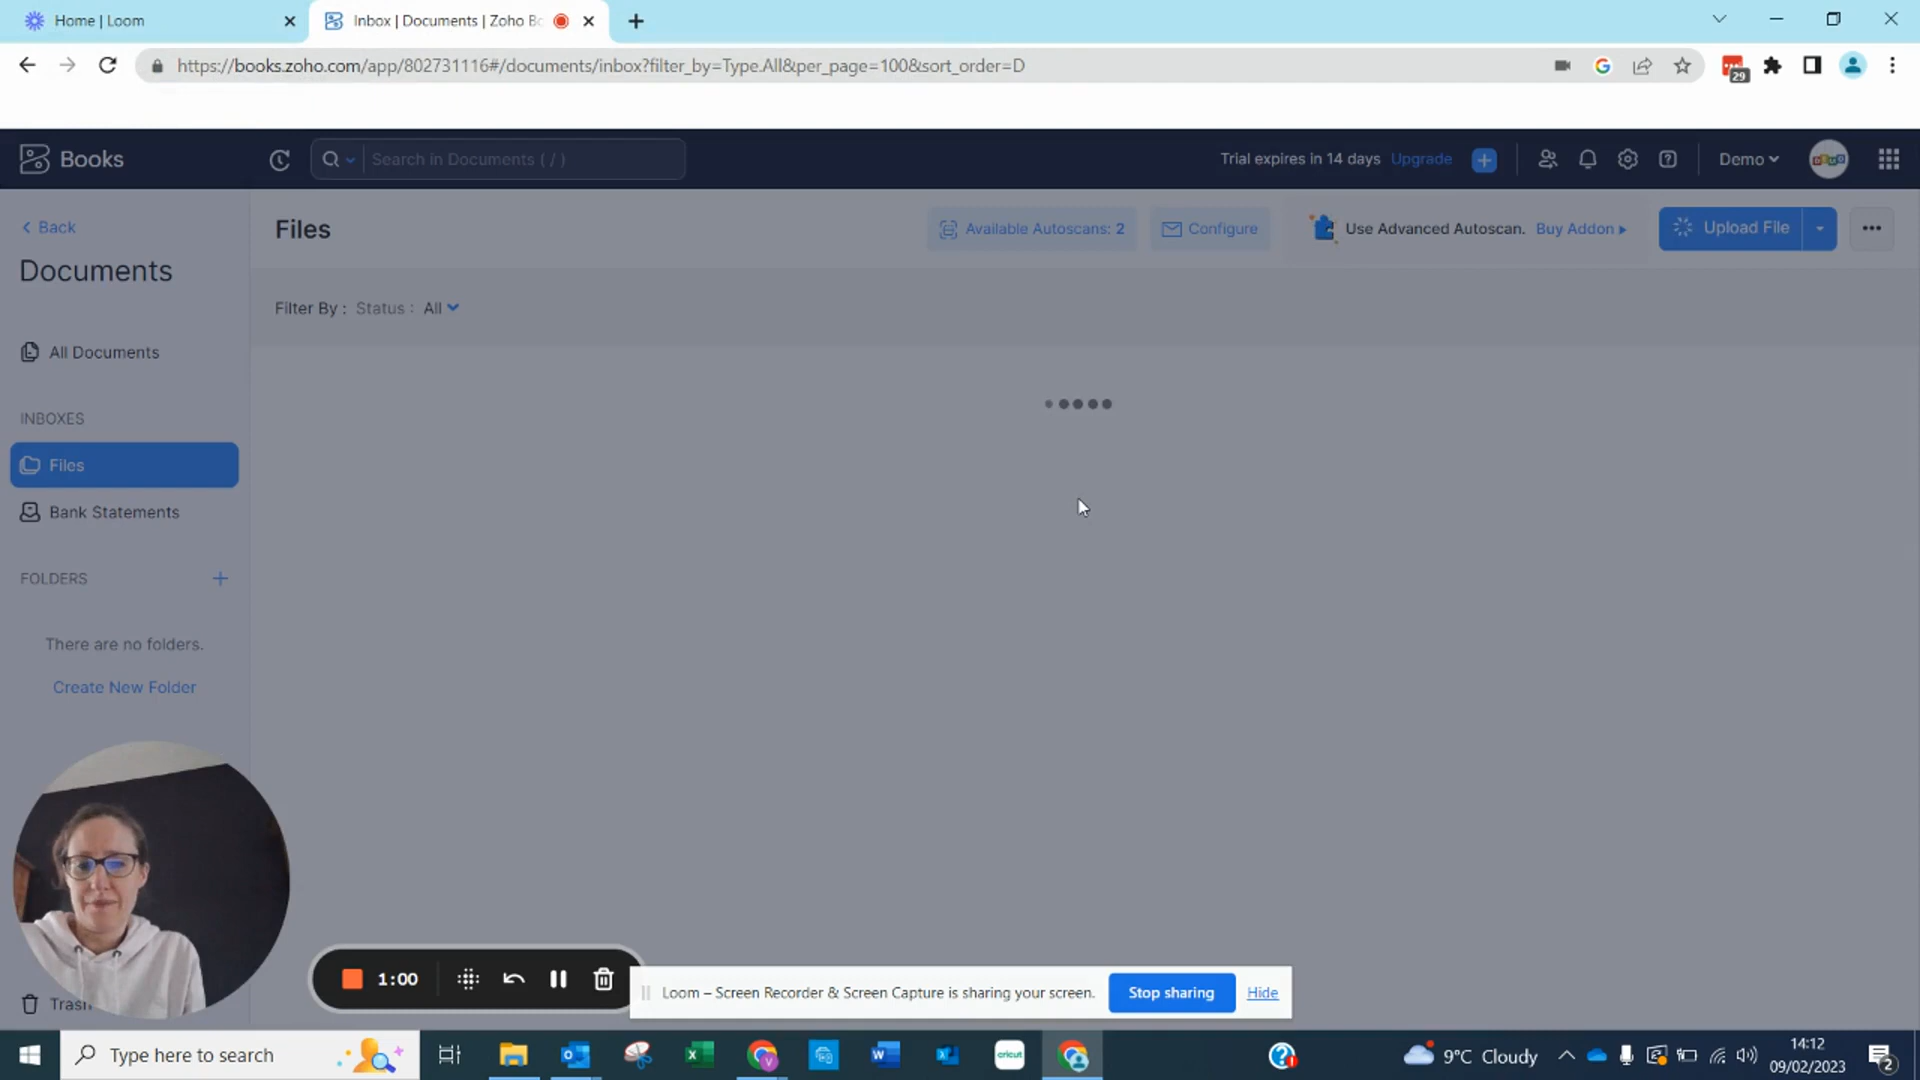 Home | Loom
Inbox | Documents | Zoho Bo
https://books.zoho.com/app/802731116#/documents/inbox?filter_by=Type.All&per_page=100&sort_order=D
29
Books
Search in Documents ( / )
Trial expires in 14 days Upgrade
Demo
Back
Documents
Files
Available Autoscans: 2
Configure
Use Advanced Autoscan. Buy Addon
Upload File
Filter By : Status : All
All Documents
INBOXES
Files
Bank Statements
FOLDERS
There are no folders.
Create New Folder
Trash
1:00
Loom – Screen Recorder & Screen Capture is sharing your screen.
Stop sharing
Hide
Type here to search
cricut
9°C Cloudy
14:12
09/02/2023
2